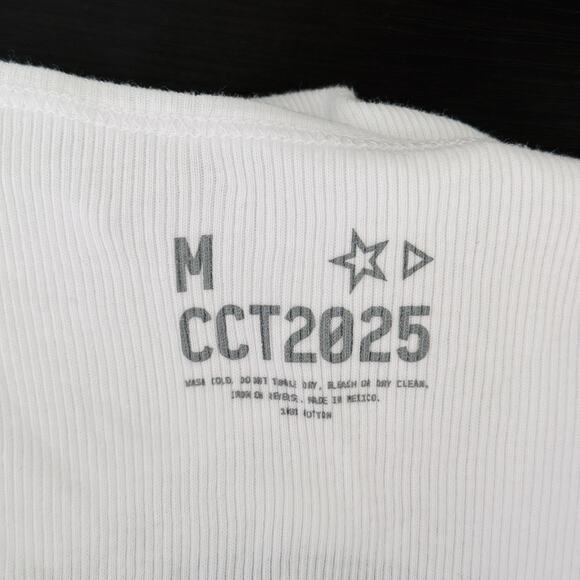 M
CCT2025
WASH COLD. DO NOT TUMBLE DRY, BLEACH OR DRY CLEAN.
IRON ON REVERSE. MADE IN MEXICO.
COTTON